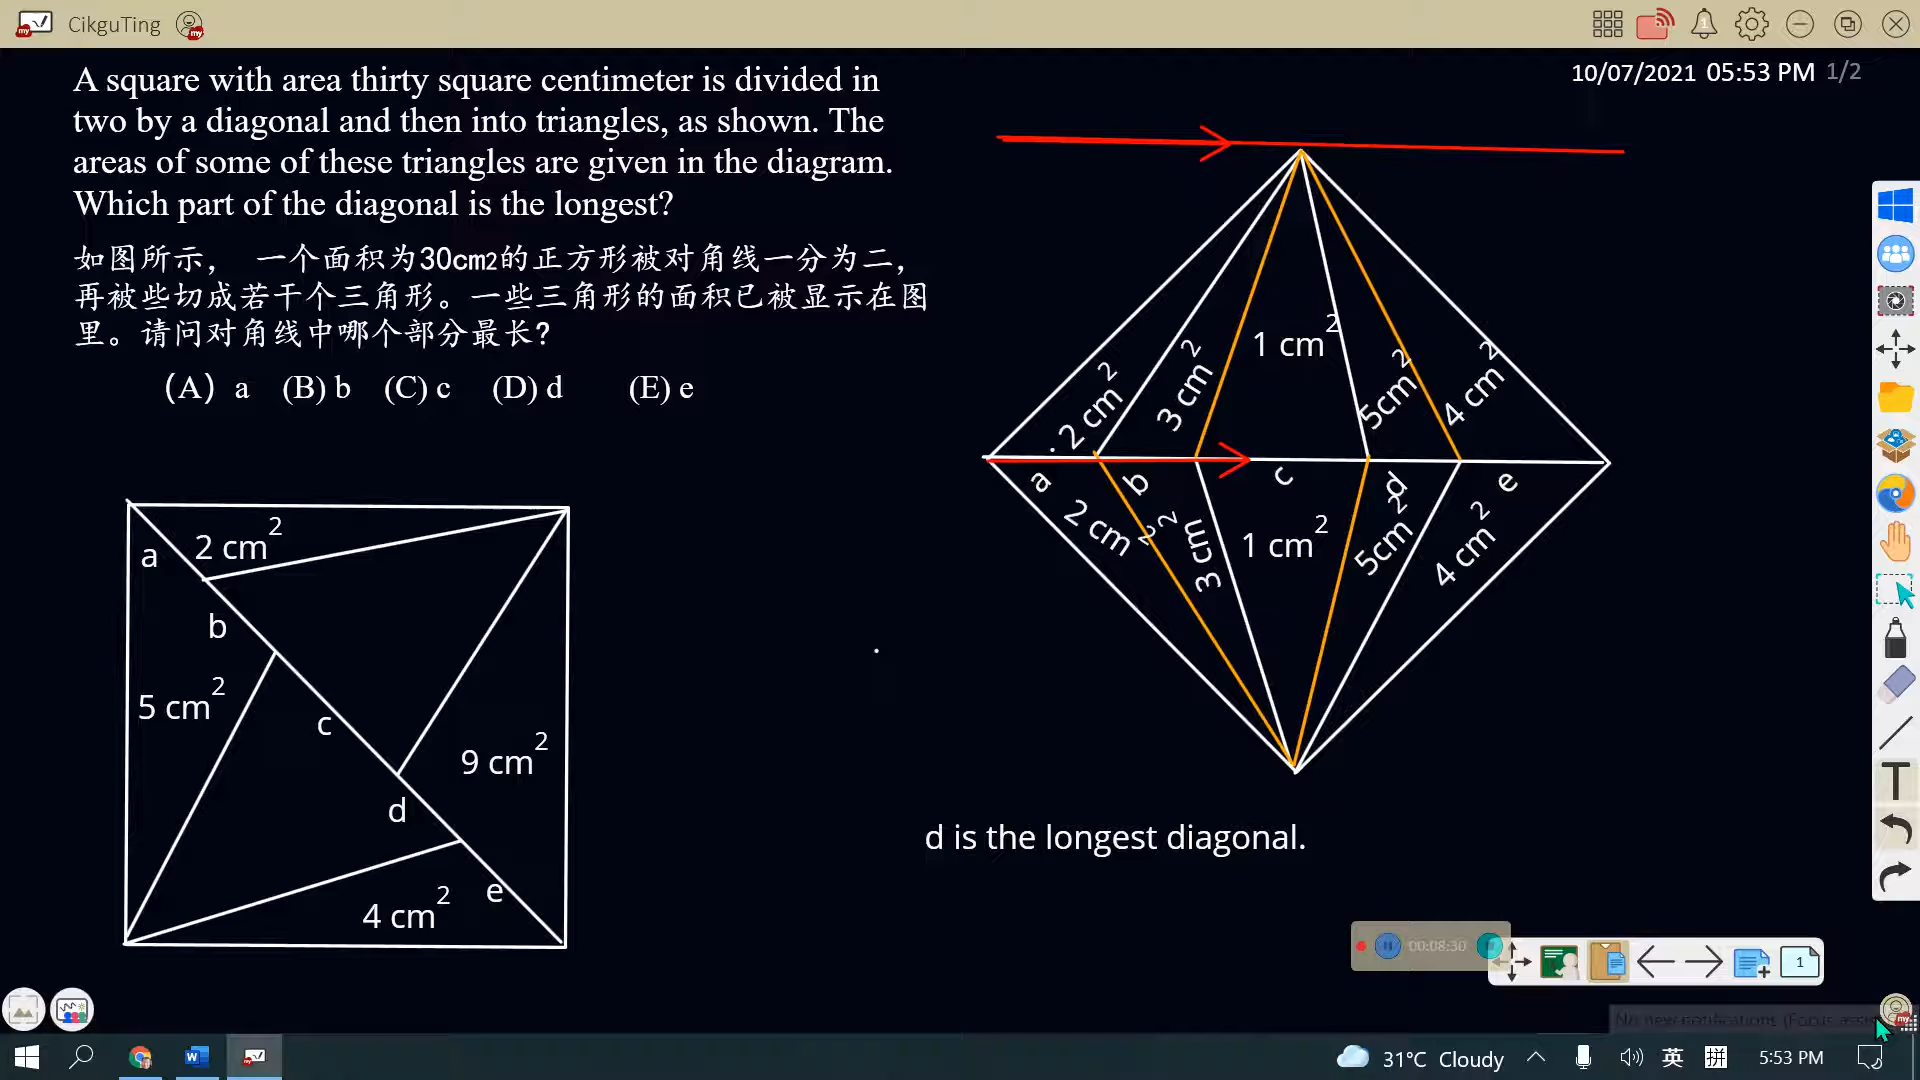 CikguTing
10/07/2021 05:53 PM 1/2
A square with area thirty square centimeter is divided in
two by a diagonal and then into triangles, as shown. The
areas of some of these triangles are given in the diagram.
Which part of the diagonal is the longest?
如图所示， 一个面积为30cm2的正方形被对角线一分为二，
再被些切成若干个三角形。一些三角形的面积已被显示在图
里。请问对角线中哪个部分最长？
(A) a (B) b (C) c (D) d (E) e
a 2 cm²
b
5 cm²
c
9 cm²
d
e
4 cm²
1 cm²
2 cm² 3 cm² 5cm² 4 cm²
a b c d e
2 cm² 3 cm² 1 cm² 5cm² 4 cm²
2
d is the longest diagonal.
00:08:30
1
No new notifications (Focus assis
31°C Cloudy
英 拼 5:53 PM